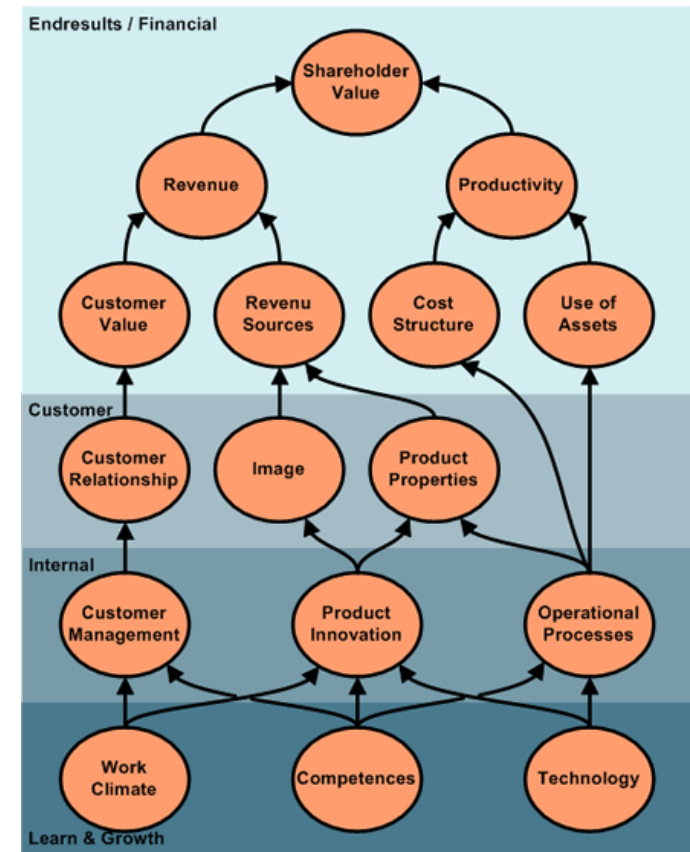 Endresults / Financial
Shareholder
Value
Revenue
Productivity
Customer
Value
Revenu
Sources
Cost
Structure
Use of
Assets
Customer
Customer
Relationship
Image
Product
Properties
Internal
Customer
Management
Product
Innovation
Operational
Processes
Work
Climate
Competences
Technology
Learn & Growth